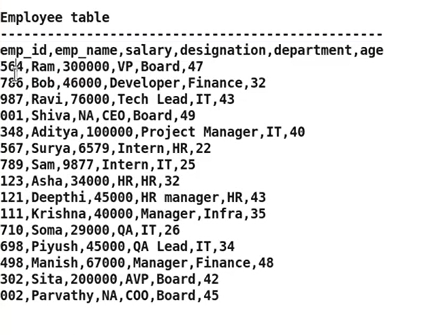 Employee table
-----------------------------------------------
emp_id,emp_name,salary,designation,department,age
564,Ram,300000,VP,Board,47
786,Bob,46000,Developer,Finance,32
987,Ravi,76000,Tech Lead,IT,43
001,Shiva,NA,CEO,Board,49
348,Aditya,100000,Project Manager,IT,40
567,Surya,6579,Intern,HR,22
789,Sam,9877,Intern,IT,25
123,Asha,34000,HR,HR,32
121,Deepthi,45000,HR manager,HR,43
111,Krishna,40000,Manager,Infra,35
710,Soma,29000,QA,IT,26
698,Piyush,45000,QA Lead,IT,34
498,Manish,67000,Manager,Finance,48
302,Sita,200000,AVP,Board,42
002,Parvathy,NA,COO,Board,45